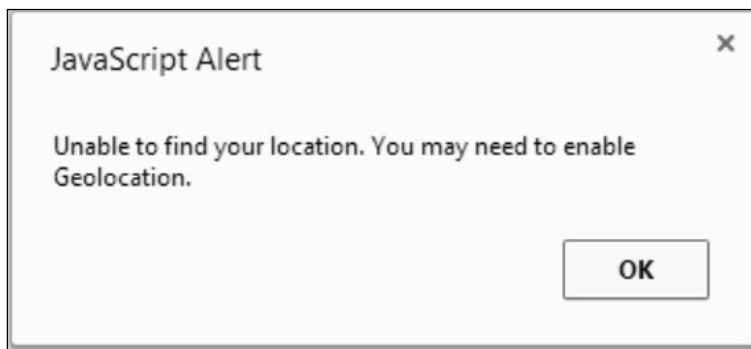 JavaScript Alert
Unable to find your location. You may need to enable
Geolocation.
OK